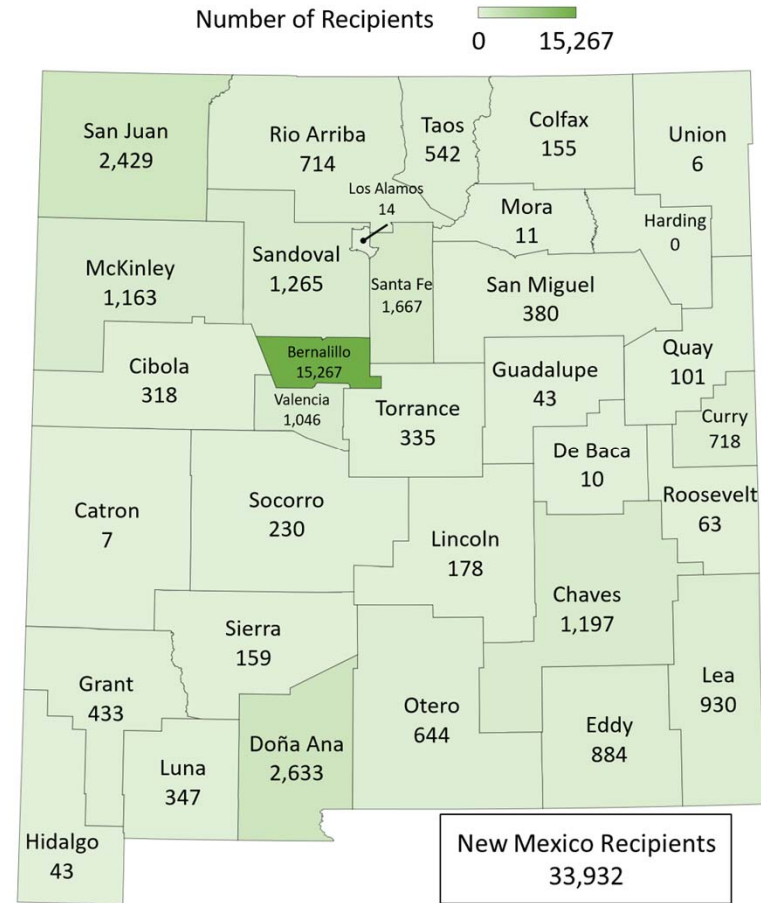 Number of Recipients
0 15,267
San Juan
2,429
Rio Arriba
714
Taos
542
Colfax
155
Union
6
Los Alamos
14
Mora
11
Harding
0
McKinley
1,163
Sandoval
1,265
Santa Fe
1,667
San Miguel
380
Cibola
318
Bernalillo
15,267
Valencia
1,046
Torrance
335
Guadalupe
43
Quay
101
Curry
718
De Baca
10
Roosevelt
63
Catron
7
Socorro
230
Lincoln
178
Chaves
1,197
Sierra
159
Grant
433
Doña Ana
2,633
Otero
644
Eddy
884
Lea
930
Luna
347
Hidalgo
43
New Mexico Recipients
33,932